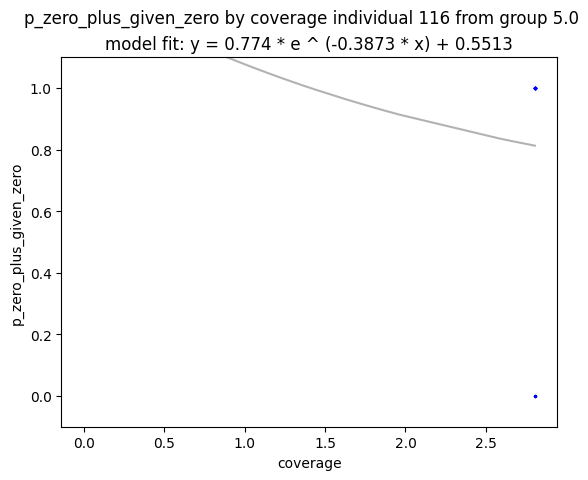 p_zero_plus_given_zero by coverage individual 116 from group 5.0
model fit: y = 0.774 * e ^ (-0.3873 * x) + 0.5513
1.0
0.8
0.6
0.4
0.2
0.0
p_zero_plus_given_zero
0.0 0.5 1.0 1.5 2.0 2.5
coverage